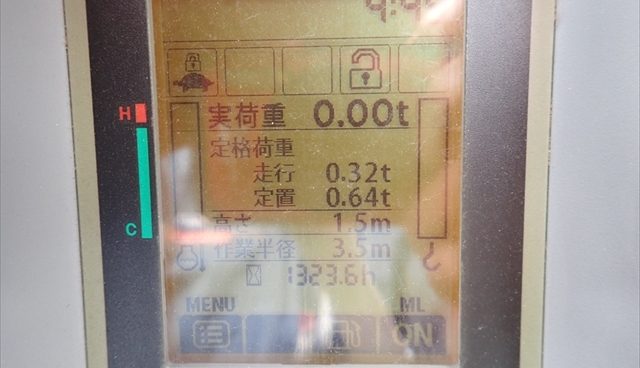 実荷重 0.00t
定格荷重
走行 0.32t
定置 0.64t
H
高さ 1.5m
C
作業半径 3.5m
1323.6h
MENU ML
ON